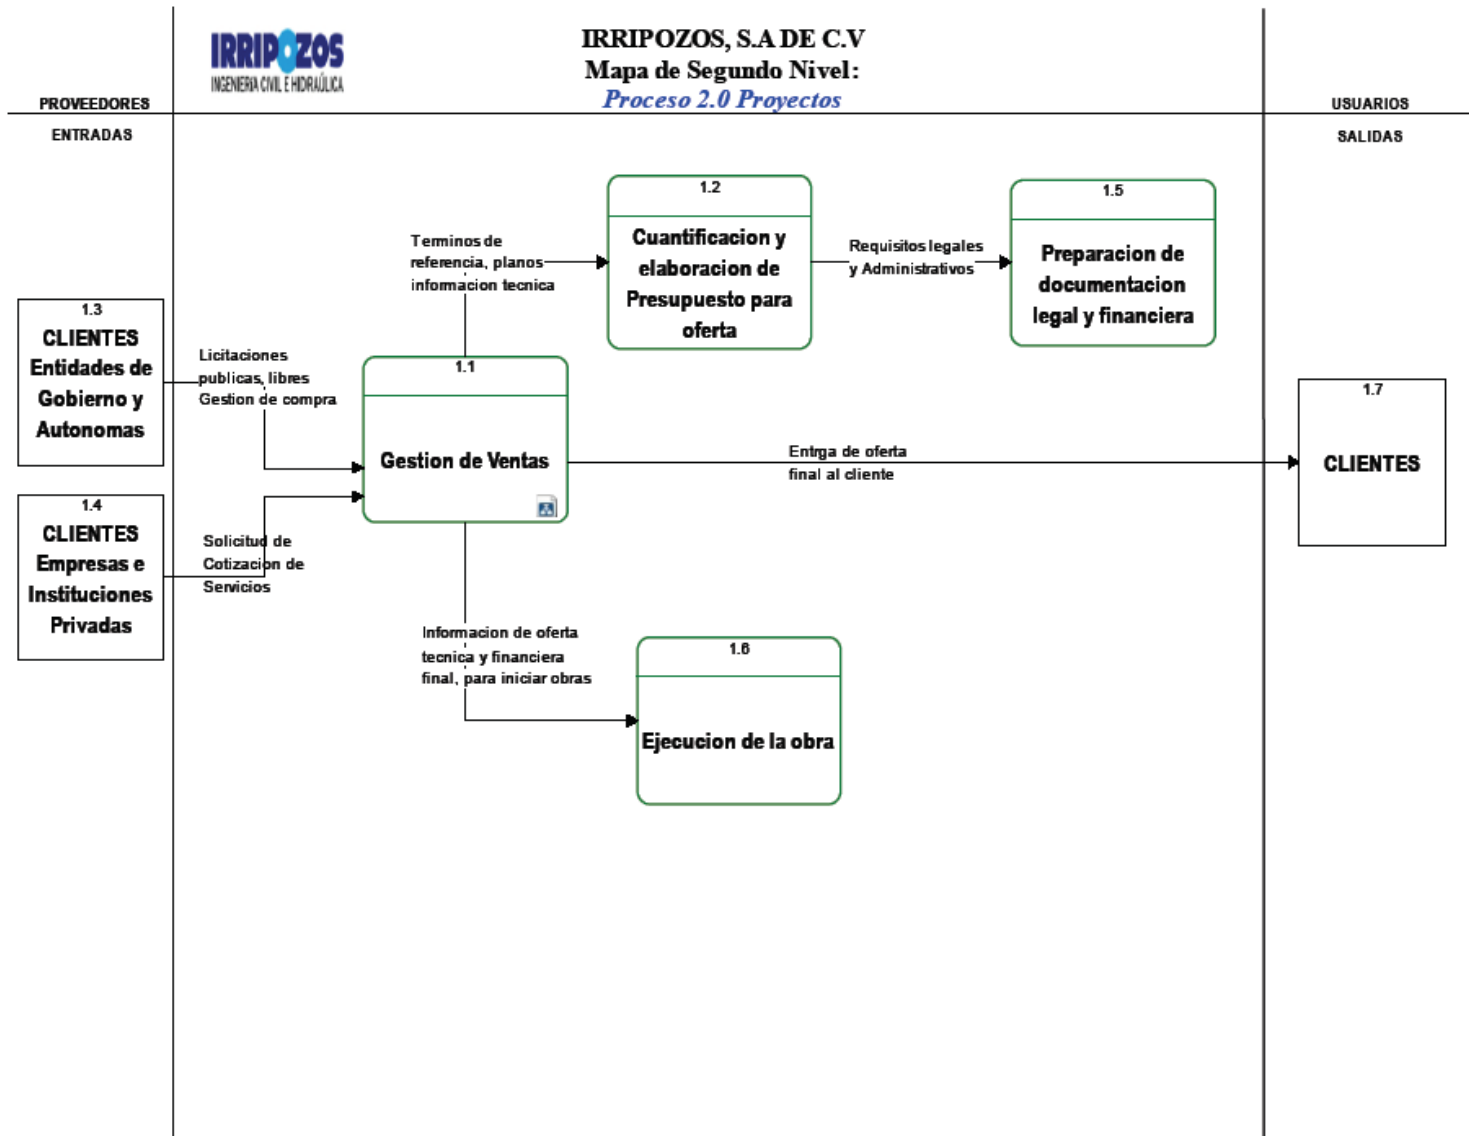 IRRIPOZOS
INGENIERIA CIVIL E HIDRAÚLICA
IRRIPOZOS, S.A DE C.V
Mapa de Segundo Nivel:
Proceso 2.0 Proyectos
PROVEEDORES
ENTRADAS
USUARIOS
SALIDAS
1.3
CLIENTES
Entidades de
Gobierno y
Autonomas
Licitaciones
publicas, libres
Gestion de compra
1.4
CLIENTES
Empresas e
Instituciones
Privadas
Solicitud de
Cotizacion de
Servicios
1.1
Gestion de Ventas
Terminos de
referencia, planos
informacion tecnica
1.2
Cuantificacion y
elaboracion de
Presupuesto para
oferta
Requisitos legales
y Administrativos
1.5
Preparacion de
documentacion
legal y financiera
Entrga de oferta
final al cliente
1.7
CLIENTES
Informacion de oferta
tecnica y financiera
final, para iniciar obras
1.6
Ejecucion de la obra